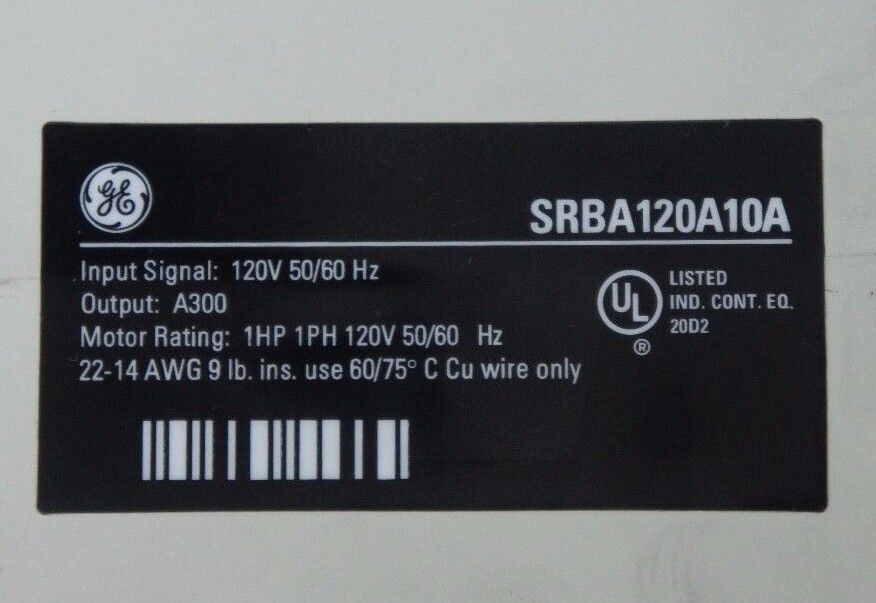 GE
SRBA120A10A
Input Signal: 120V 50/60 Hz
Output: A300
Motor Rating: 1HP 1PH 120V 50/60 Hz
22-14 AWG 9 lb. ins. use 60/75° C Cu wire only
UL
®
LISTED
IND. CONT. EQ.
20D2